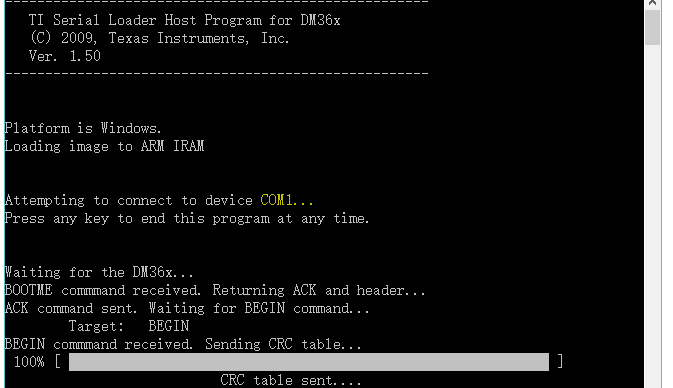 -----------------------------------------------------
TI Serial Loader Host Program for DM36x
(C) 2009, Texas Instruments, Inc.
Ver. 1.50
-----------------------------------------------------
Platform is Windows.
Loading image to ARM IRAM
Attempting to connect to device COM1...
Press any key to end this program at any time.
Waiting for the DM36x...
BOOTME commmand received. Returning ACK and header...
ACK command sent. Waiting for BEGIN command...
Target: BEGIN
BEGIN commmand received. Sending CRC table...
100% [ ]
CRC table sent....